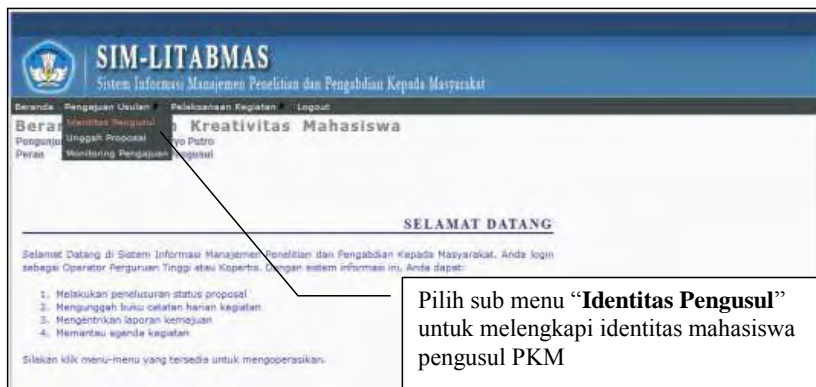 SIM-LITABMAS
Sistem Informasi Manajemen Penelitian dan Pengabdian Kepada Masyarakat
Beranda Pengajuan Usulan Pelaksanaan Kegiatan Logout
Identitas Pengusul
Unggah Proposal
Monitoring Pengajuan
Kreativitas Mahasiswa
Putro
Peran
SELAMAT DATANG
Selamat Datang di Sistem Informasi Manajemen Penelitian dan Pengabdian Kepada Masyarakat. Anda login
sebagai Operator Perguruan Tinggi atau Kopertis. Dengan sistem informasi ini, Anda dapat:
1. Melakukan penelusuran status proposal
2. Mengunggah buku catatan harian kegiatan
3. Mengentrikan laporan kemajuan
4. Memantau agenda kegiatan
Silakan klik menu-menu yang tersedia untuk mengoperasikan.
Pilih sub menu “Identitas Pengusul”
untuk melengkapi identitas mahasiswa
pengusul PKM